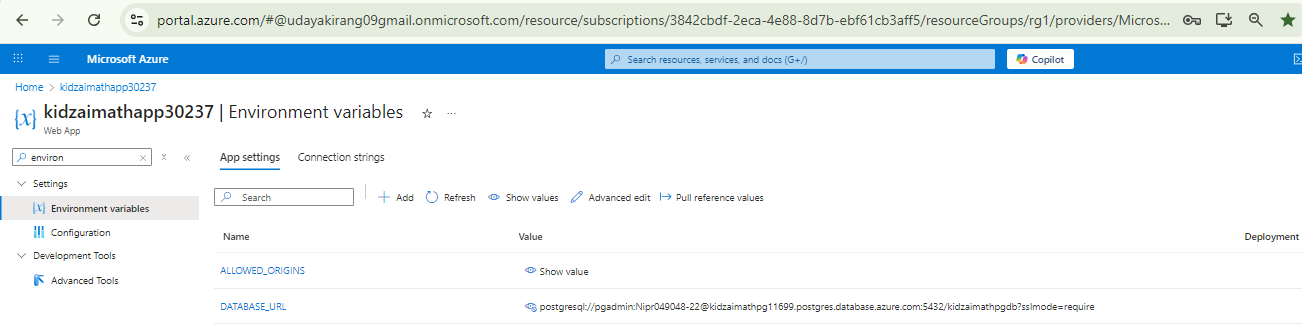 portal.azure.com/#@udayakirang09gmail.onmicrosoft.com/resource/subscriptions/3842cbdf-2eca-4e88-8d7b-ebf61cb3aff5/resourceGroups/rg1/providers/Micros...
Microsoft Azure
Search resources, services, and docs (G+/)
Copilot
Home > kidzaimathapp30237
kidzaimathapp30237 | Environment variables
Web App
environ
Settings
Environment variables
Configuration
Development Tools
Advanced Tools
App settings Connection strings
Search Add Refresh Show values Advanced edit Pull reference values
Name Value Deployment
ALLOWED_ORIGINS Show value
DATABASE_URL postgresql://pgadmin:Nipr049048-22@kidzaimathpg11699.postgres.database.azure.com:5432/kidzaimathpgdb?sslmode=require